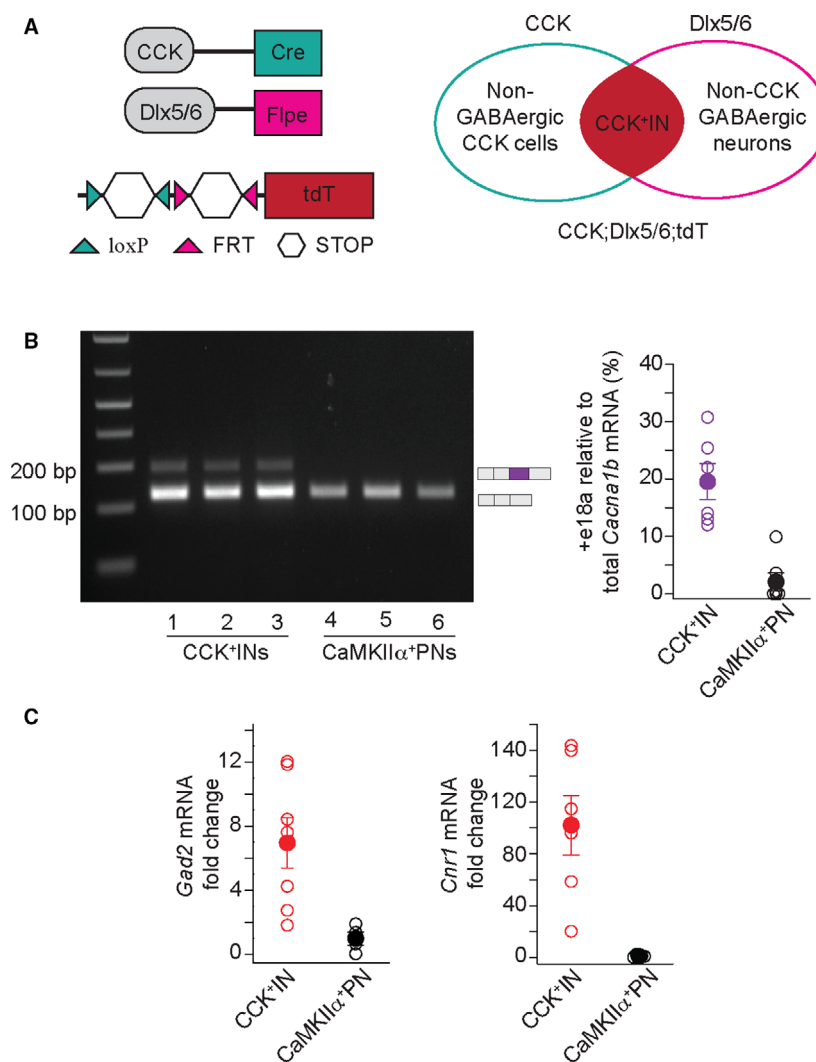 A
CCK
Cre
Dlx5/6
Flpe
tdT
loxP
FRT
STOP
CCK
Dlx5/6
Non-
GABAergic
CCK cells
CCK⁺IN
Non-CCK
GABAergic
neurons
CCK;Dlx5/6;tdT
B
200 bp
100 bp
1 2 3 4 5 6
CCK⁺INs
CaMKIIα⁺PNs
+e18a relative to
total Cacna1b mRNA (%)
40
30
20
10
0
CCK⁺IN
CaMKIIα⁺PN
C
Gad2 mRNA
fold change
12
8
4
0
CCK⁺IN
CaMKIIα⁺PN
Cnr1 mRNA
fold change
140
120
100
80
140
0
CCK⁺IN
CaMKIIα⁺PN